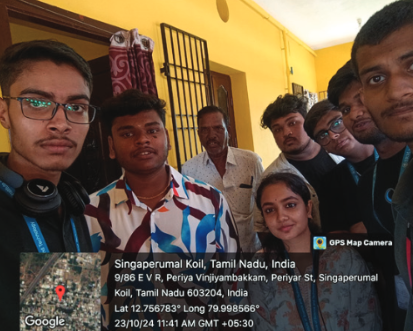 GPS Map Camera
Singaperumal Koil, Tamil Nadu, India
9/86 E V R, Periya Vinjiyambakkam, Periyar St, Singaperumal
Koil, Tamil Nadu 603204, India
Lat 12.756783° Long 79.998566°
23/10/24 11:41 AM GMT +05:30
Google